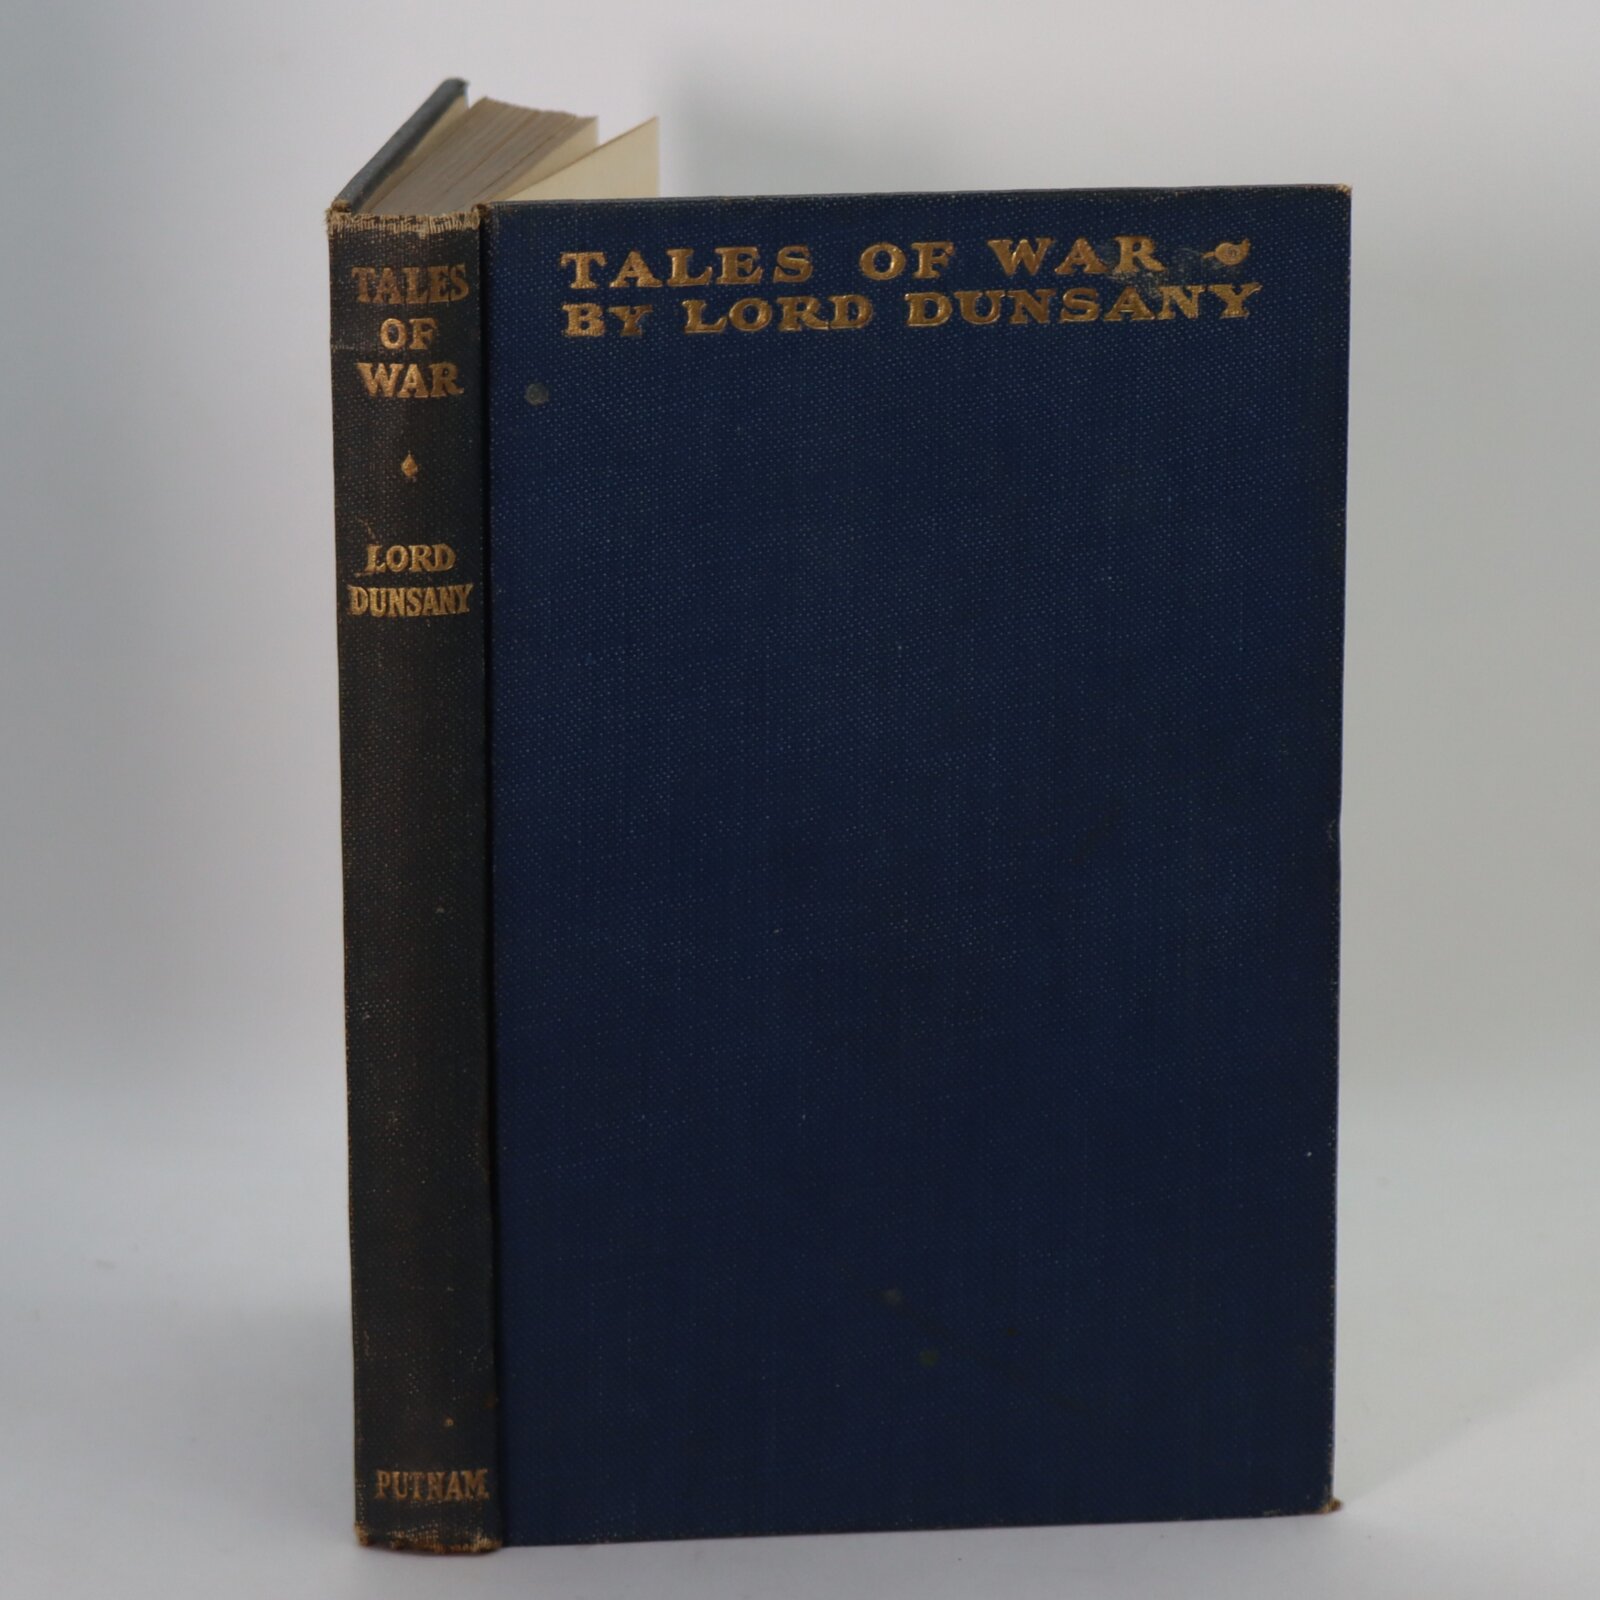 TALES
OF
WAR
LORD
DUNSANY
PUTNAM
TALES OF WAR
BY LORD DUNSANY